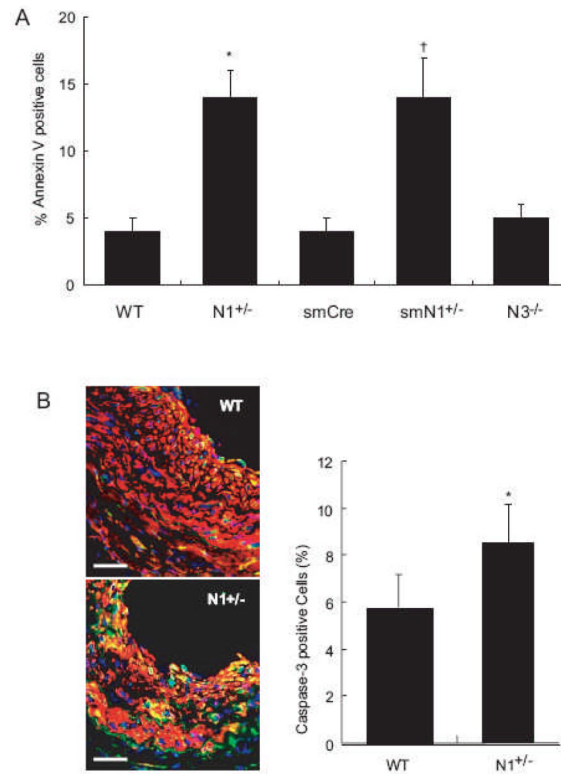 A
% Annexin V positive cells
20
15
10
5
0
*
†
WT
N1+/-
smCre
smN1+/-
N3-/-
B
WT
N1+/-
Caspase-3 positive Cells (%)
12
10
8
6
4
2
0
*
WT
N1+/-